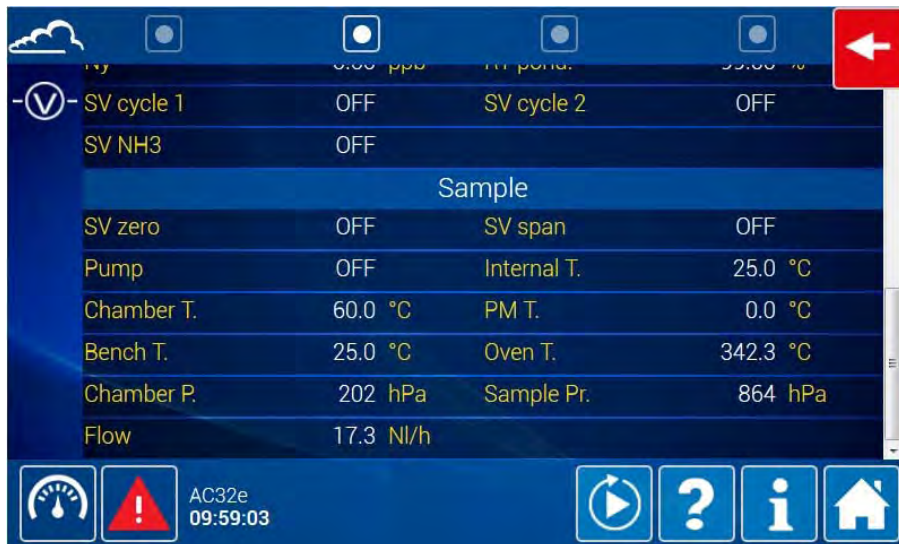 SV cycle 1 OFF SV cycle 2 OFF
SV NH3 OFF
Sample
SV zero OFF SV span OFF
Pump OFF Internal T. 25.0 °C
Chamber T. 60.0 °C PM T. 0.0 °C
Bench T. 25.0 °C Oven T. 342.3 °C
Chamber P. 202 hPa Sample Pr. 864 hPa
Flow 17.3 Nl/h
AC32e
09:59:03